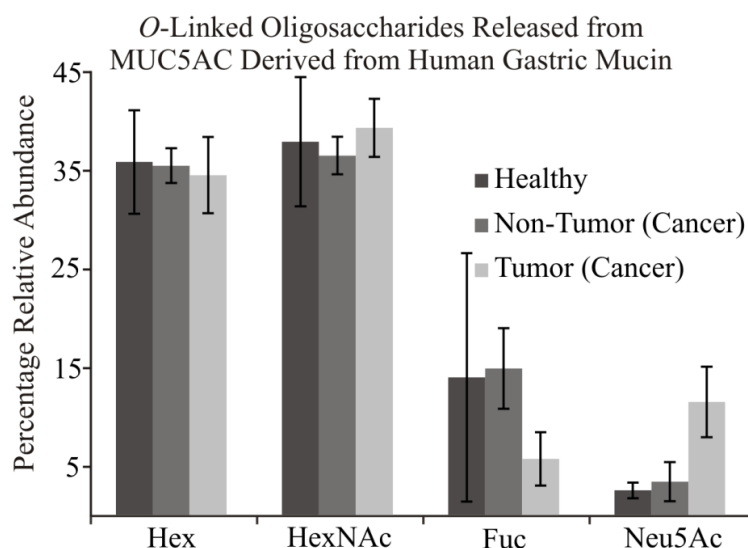 O-Linked Oligosaccharides Released from
MUC5AC Derived from Human Gastric Mucin
Percentage Relative Abundance
45
35
25
15
5
Healthy
Non-Tumor (Cancer)
Tumor (Cancer)
Hex HexNAc Fuc Neu5Ac